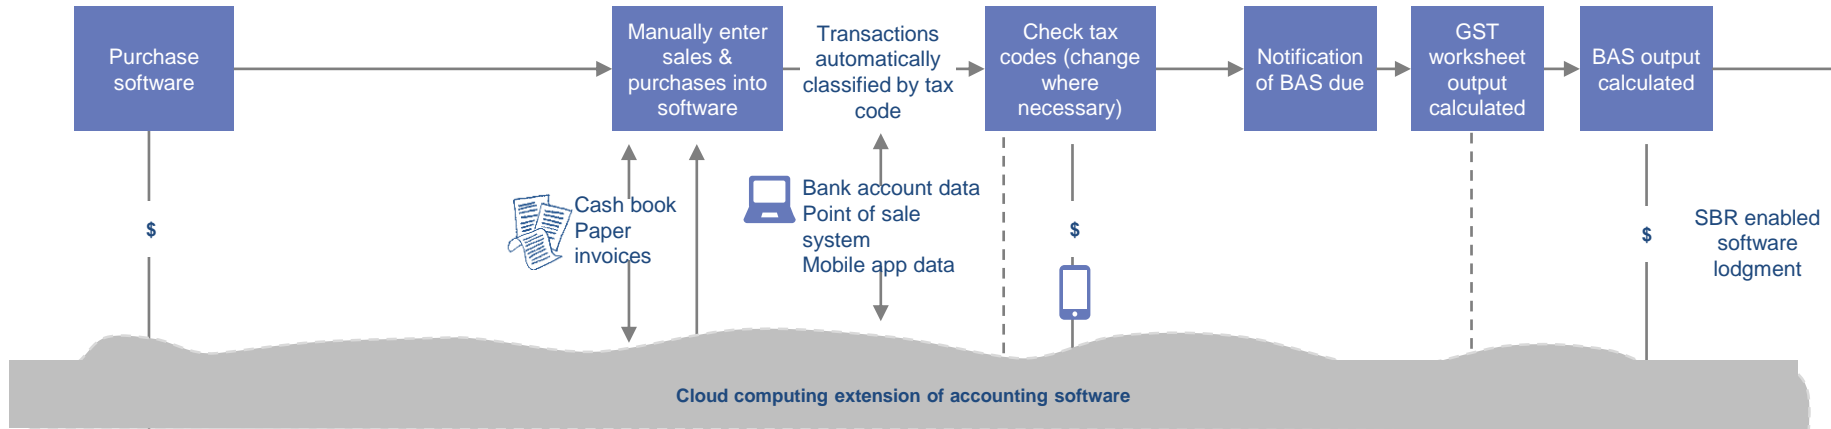 Purchase
software
Manually enter
sales &
purchases into
software
Transactions
automatically
classified by tax
code
Check tax
codes (change
where
necessary)
Notification
of BAS due
GST
worksheet
output
calculated
BAS output
calculated
$
Cash book
Paper
invoices
Bank account data
Point of sale
system
Mobile app data
$
$
SBR enabled
software
lodgment
Cloud computing extension of accounting software